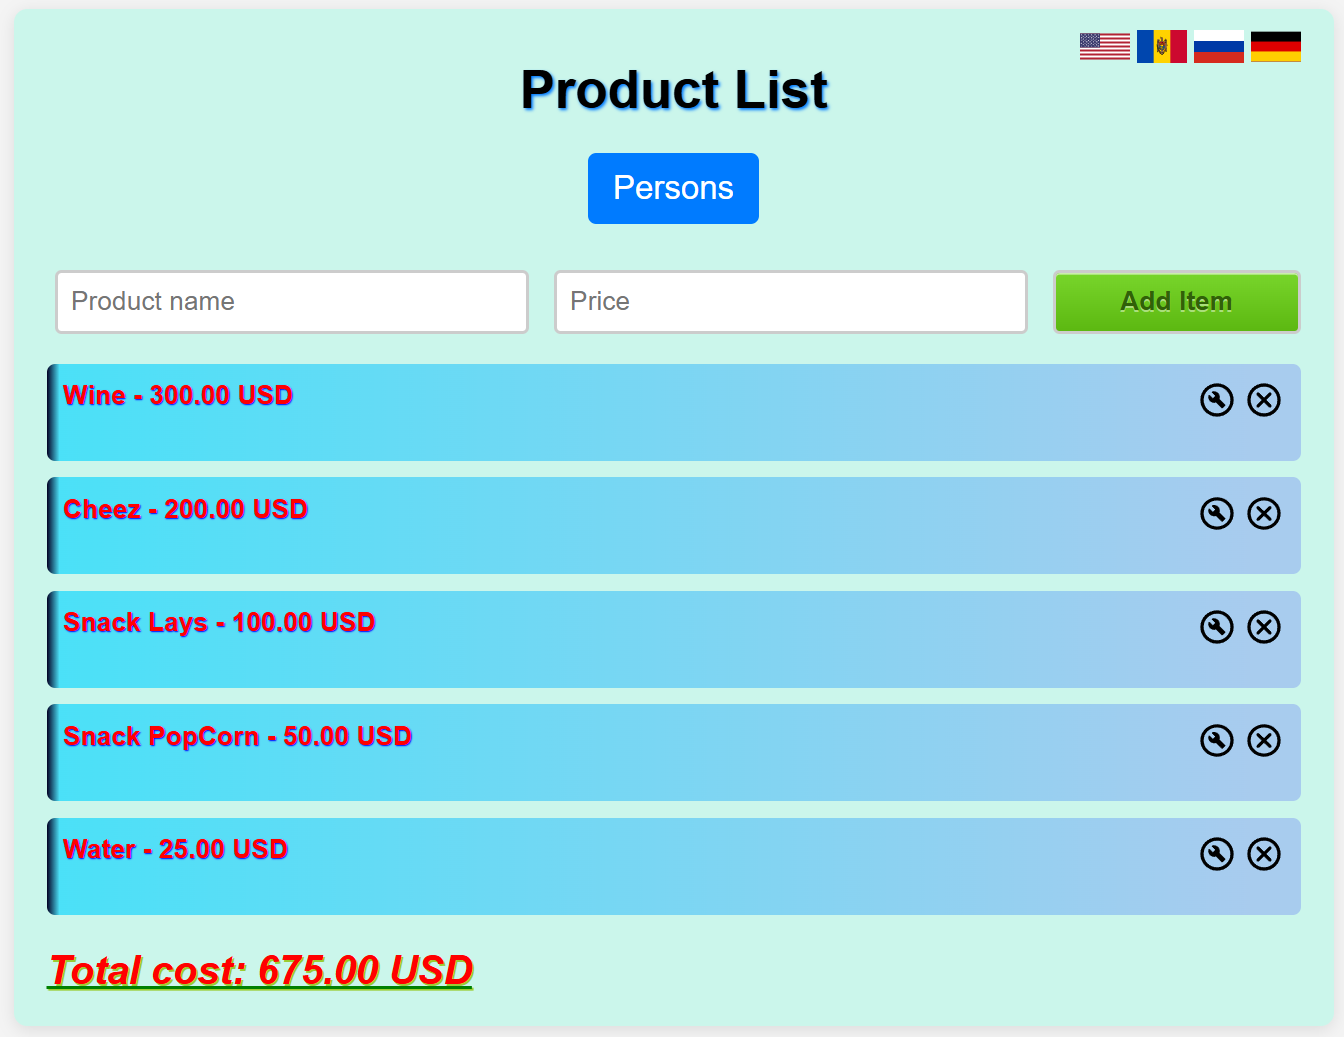 Product List
Persons
Product name
Price
Add Item
Wine - 300.00 USD
Cheez - 200.00 USD
Snack Lays - 100.00 USD
Snack PopCorn - 50.00 USD
Water - 25.00 USD
Total cost: 675.00 USD